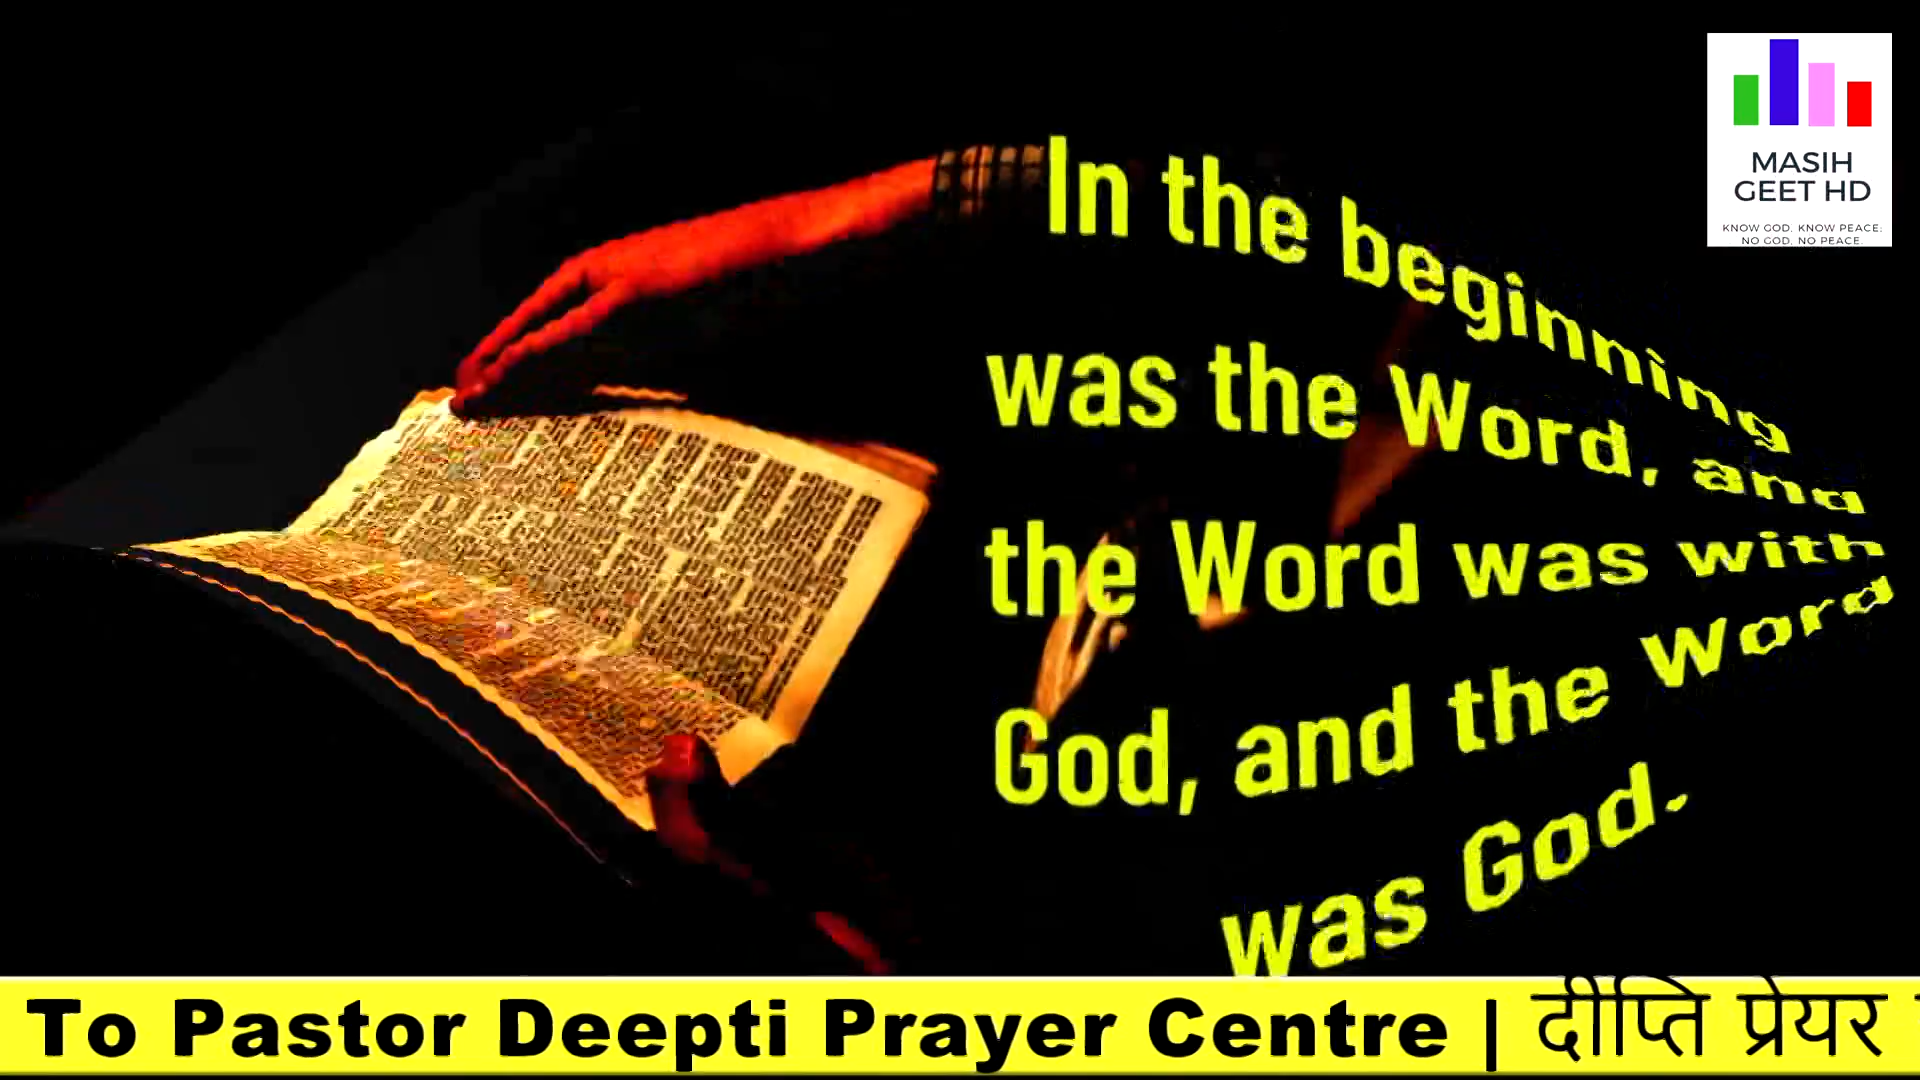 MASIH
GEET HD
KNOW GOD, KNOW PEACE;
NO GOD, NO PEACE.
In the beginning
was the Word, and
the Word was with
God, and the Word
was God.
To Pastor Deepti Prayer Centre | दीप्ति प्रेयर